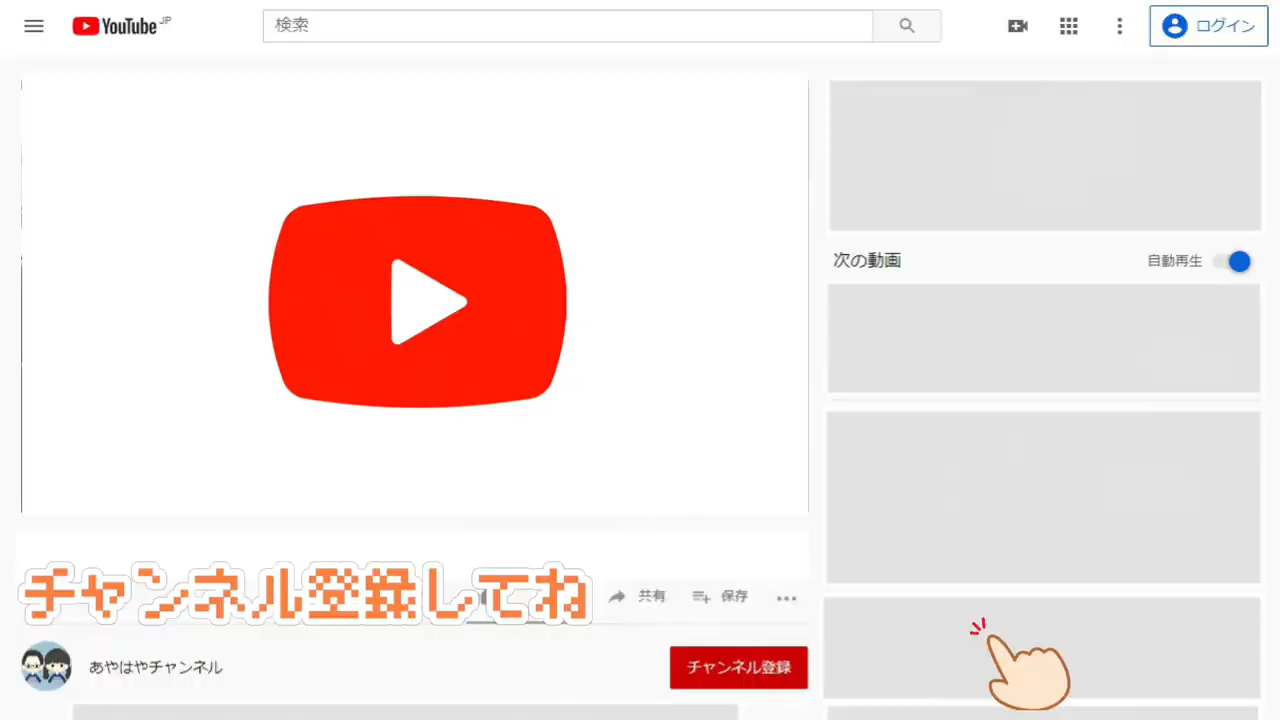 YouTube JP
検索
ログイン
次の動画
自動再生
チャンネル登録してね
共有
保存
あやはやチャンネル
チャンネル登録